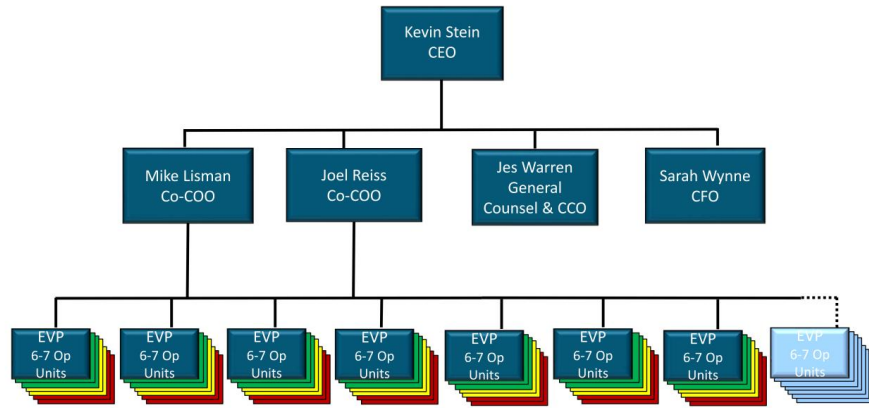 Kevin Stein
CEO
Mike Lisman
Co-COO
Joel Reiss
Co-COO
Jes Warren
General
Counsel & CCO
Sarah Wynne
CFO
EVP
6-7 Op
Units
EVP
6-7 Op
Units
EVP
6-7 Op
Units
EVP
6-7 Op
Units
EVP
6-7 Op
Units
EVP
6-7 Op
Units
EVP
6-7 Op
Units
EVP
6-7 Op
Units